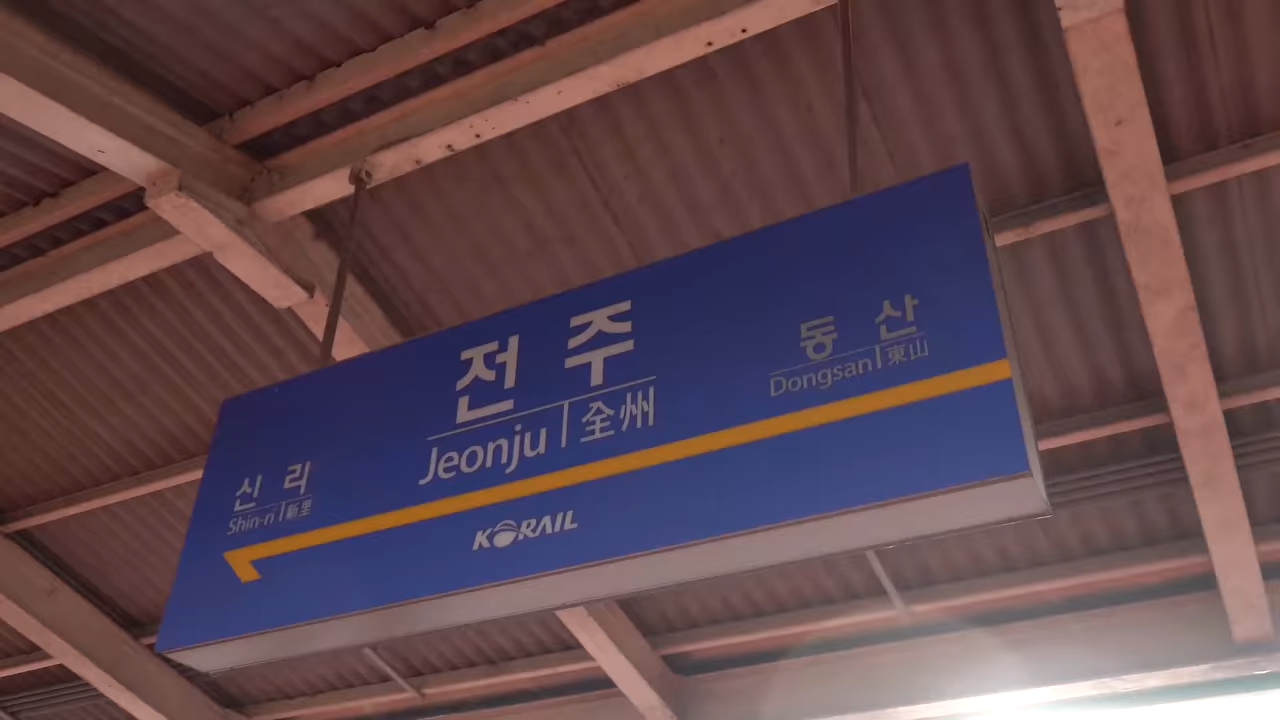 전주
Jeonju | 全州
동산
Dongsan | 東山
신리
Shin-ri | 新里
KORAIL